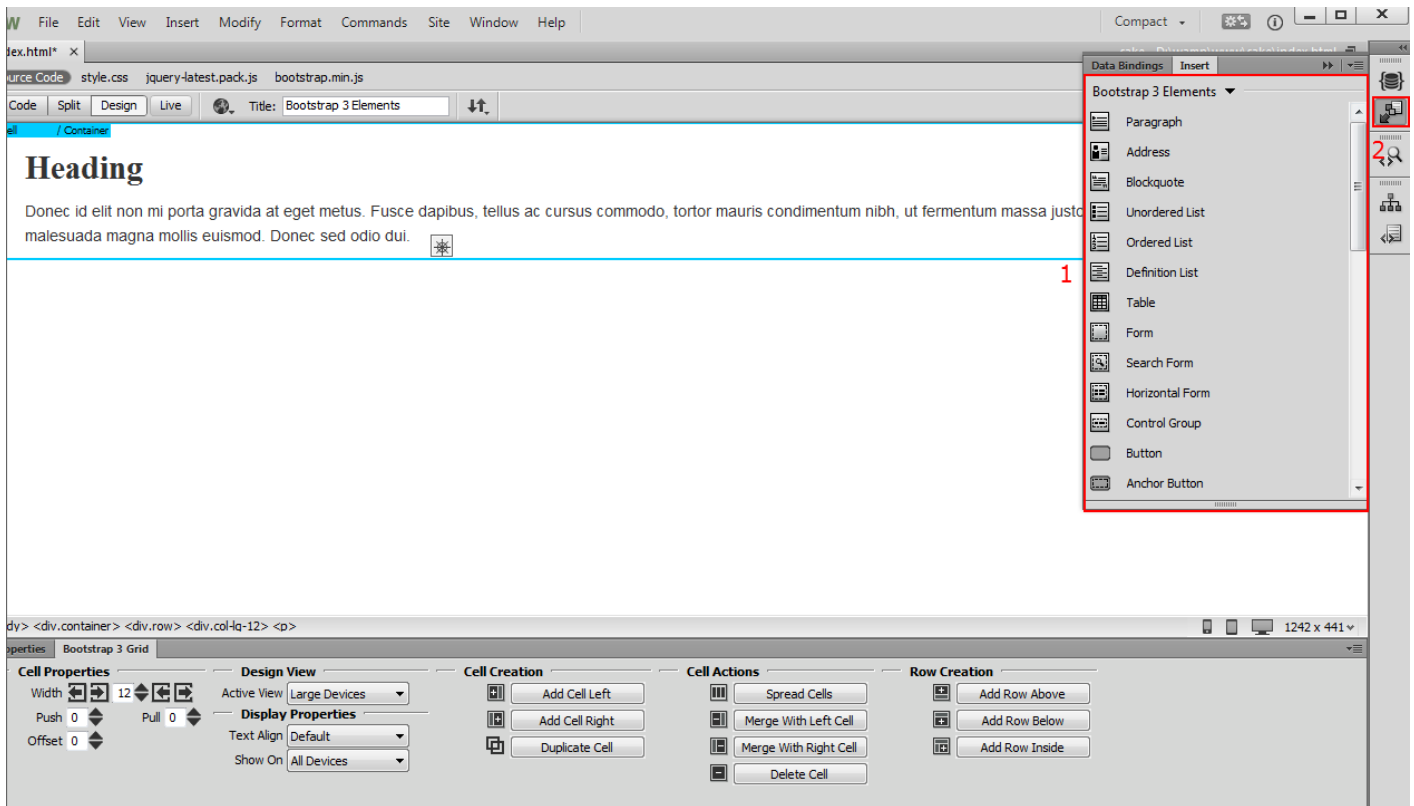 W File Edit View Insert Modify Format Commands Site Window Help Compact
dex.html* ×
Source Code style.css jquery-latest.pack.js bootstrap.min.js
Code Split Design Live Title: Bootstrap 3 Elements
/ Container
Heading
Donec id elit non mi porta gravida at eget metus. Fusce dapibus, tellus ac cursus commodo, tortor mauris condimentum nibh, ut fermentum massa justo
malesuada magna mollis euismod. Donec sed odio dui.
Data Bindings Insert
Bootstrap 3 Elements
Paragraph
Address
Blockquote
Unordered List
Ordered List
Definition List
Table
Form
Search Form
Horizontal Form
Control Group
Button
Anchor Button
1
2
dy> <div.container> <div.row> <div.col-lg-12> <p> 1242 x 441
operties Bootstrap 3 Grid
Cell Properties Design View Cell Creation Cell Actions Row Creation
Width 12 Active View Large Devices Add Cell Left Spread Cells Add Row Above
Push 0 Pull 0 Display Properties Add Cell Right Merge With Left Cell Add Row Below
Offset 0 Text Align Default Duplicate Cell Merge With Right Cell Add Row Inside
Show On All Devices Delete Cell